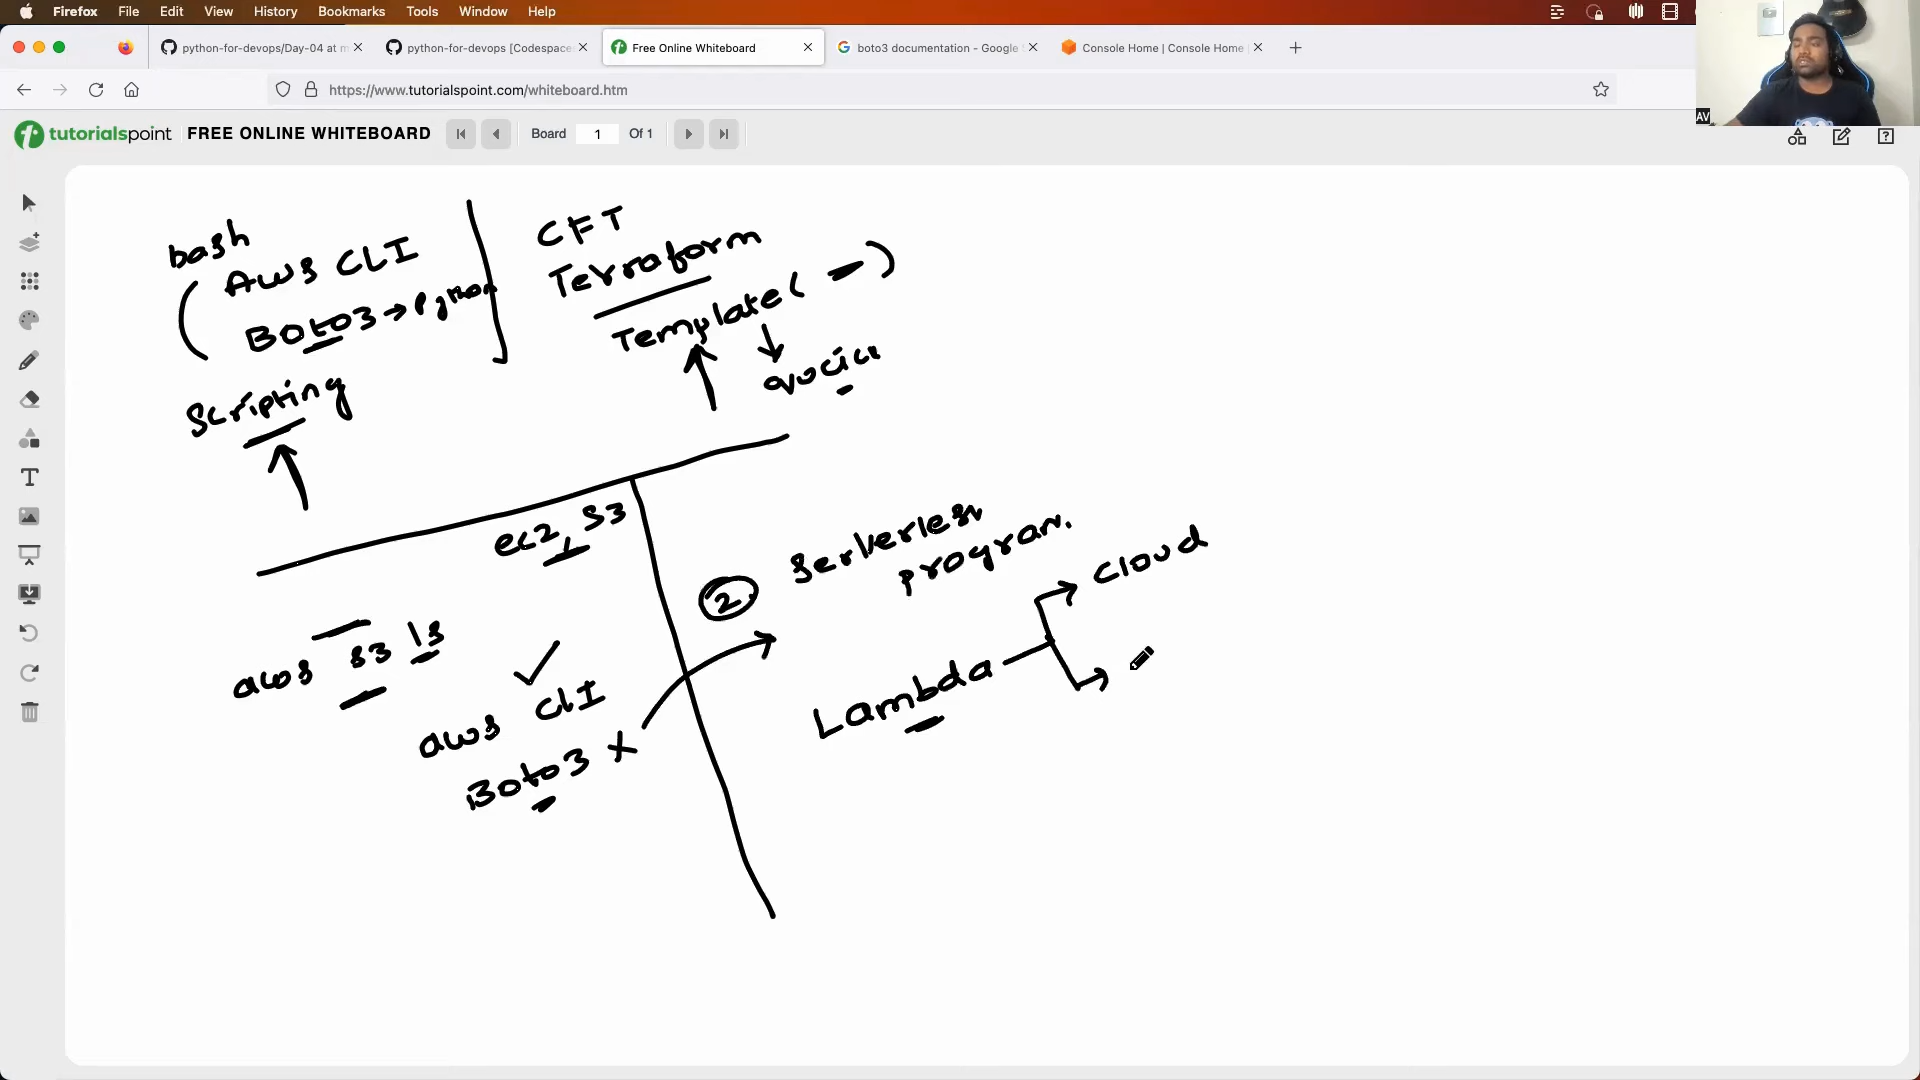 Firefox File Edit View History Bookmarks Tools Window Help
python-for-devops/Day-04 at m
python-for-devops [Codespace
Free Online Whiteboard
boto3 documentation - Google
Console Home | Console Home
https://www.tutorialspoint.com/whiteboard.htm
tutorialspoint FREE ONLINE WHITEBOARD Board 1 Of 1
AV
bash
AWS CLI
Boto3 → Python
Scripting
CFT
Terraform
Template ( )
ec2, S3
aws s3 ls
aws CLI
Boto3 x
2.
Serverless
program.
Lambda
Cloud